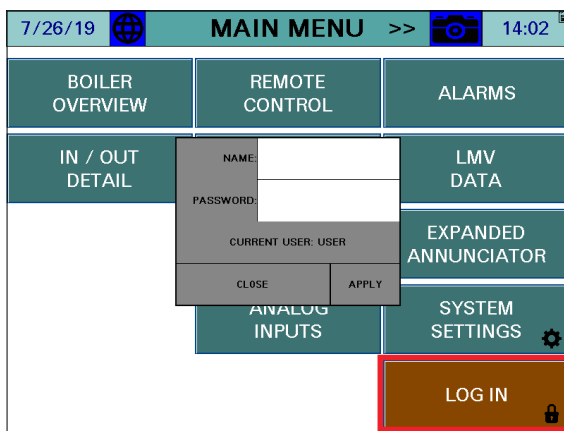 7/26/19 MAIN MENU >> 14:02
BOILER
OVERVIEW
REMOTE
CONTROL
ALARMS
IN / OUT
DETAIL
NAME:
PASSWORD:
CURRENT USER: USER
CLOSE APPLY
LMV
DATA
EXPANDED
ANNUNCIATOR
ANALOG
INPUTS
SYSTEM
SETTINGS
LOG IN